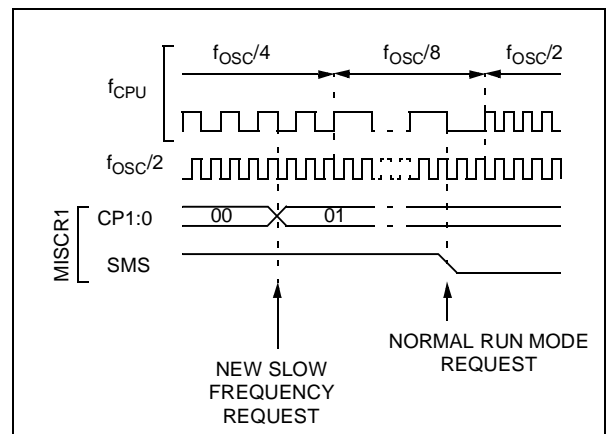 fOSC/4 fOSC/8 fOSC/2
fCPU
fOSC/2
MISCR1
CP1:0 00 01
SMS
NEW SLOW
FREQUENCY
REQUEST
NORMAL RUN MODE
REQUEST